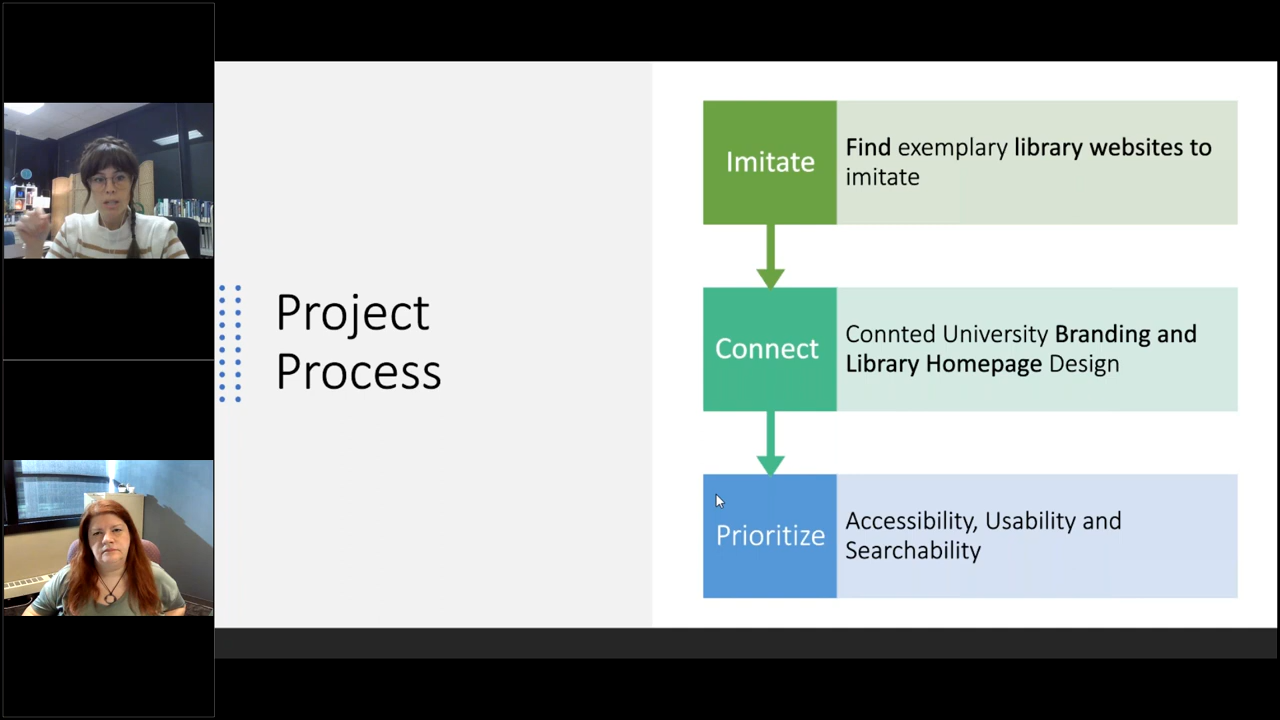 Project
Process
Imitate
Find exemplary library websites to
imitate
Connect
Connted University Branding and
Library Homepage Design
Prioritize
Accessibility, Usability and
Searchability